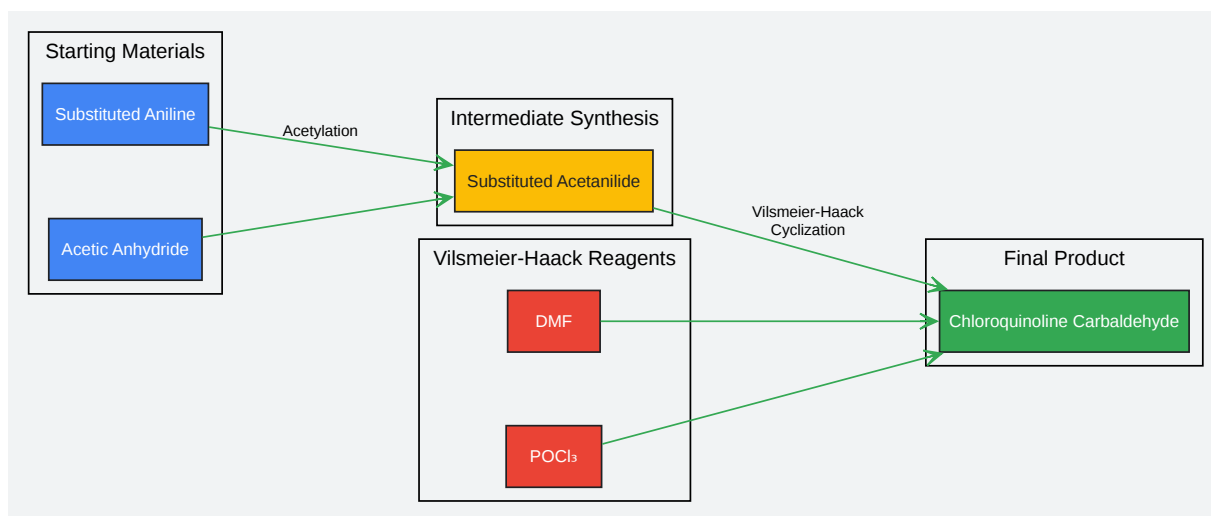 Starting Materials
Substituted Aniline
Acetic Anhydride
Acetylation
Intermediate Synthesis
Substituted Acetanilide
Vilsmeier-Haack Reagents
DMF
POCl₃
Vilsmeier-Haack
Cyclization
Final Product
Chloroquinoline Carbaldehyde